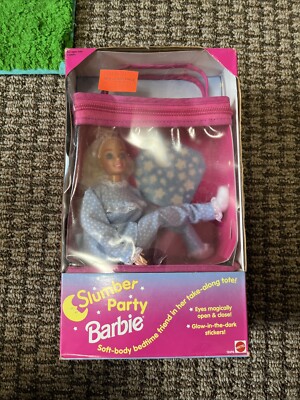 Slumber
Party
Barbie
Soft-body bedtime friend in her take-along tote!
• Eyes magically
open & close!
• Glow-in-the-dark
stickers!
MATTEL